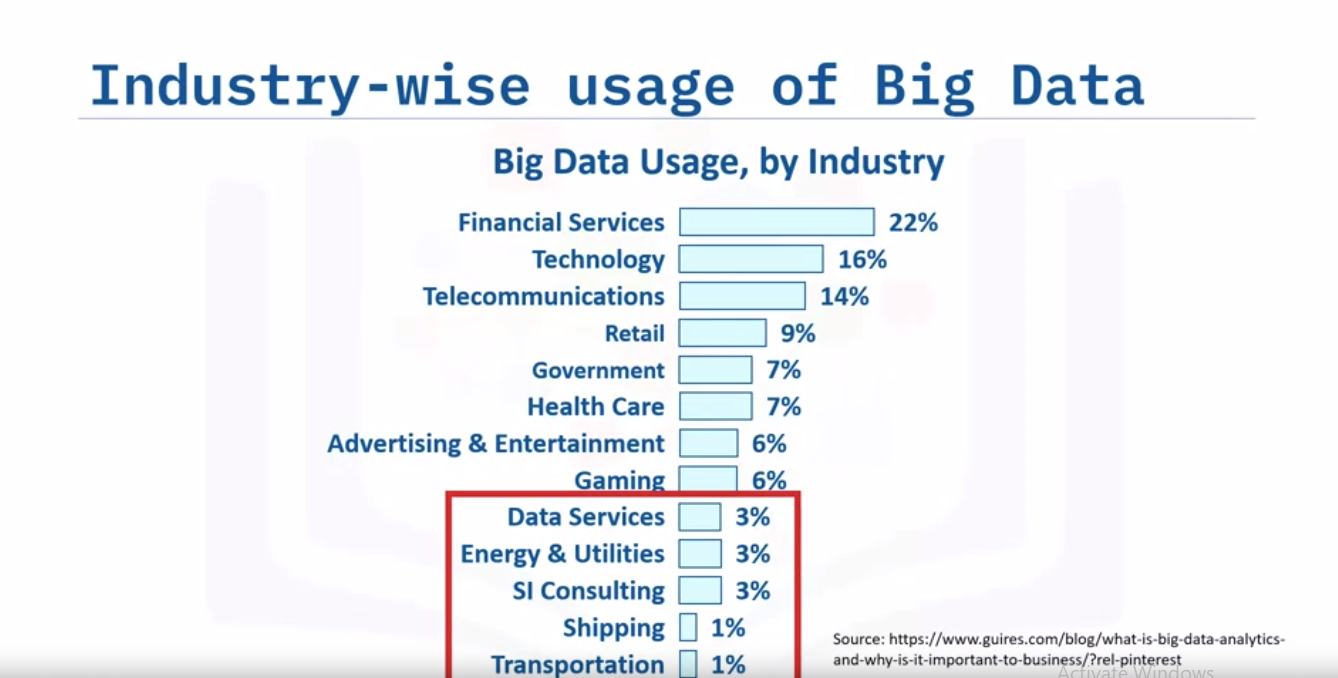 Industry-wise usage of Big Data
Big Data Usage, by Industry
Financial Services 22%
Technology 16%
Telecommunications 14%
Retail 9%
Government 7%
Health Care 7%
Advertising & Entertainment 6%
Gaming 6%
Data Services 3%
Energy & Utilities 3%
SI Consulting 3%
Shipping 1%
Transportation 1%
Source: https://www.guires.com/blog/what-is-big-data-analytics-
and-why-is-it-important-to-business/?rel-pinterest
Activate Windows